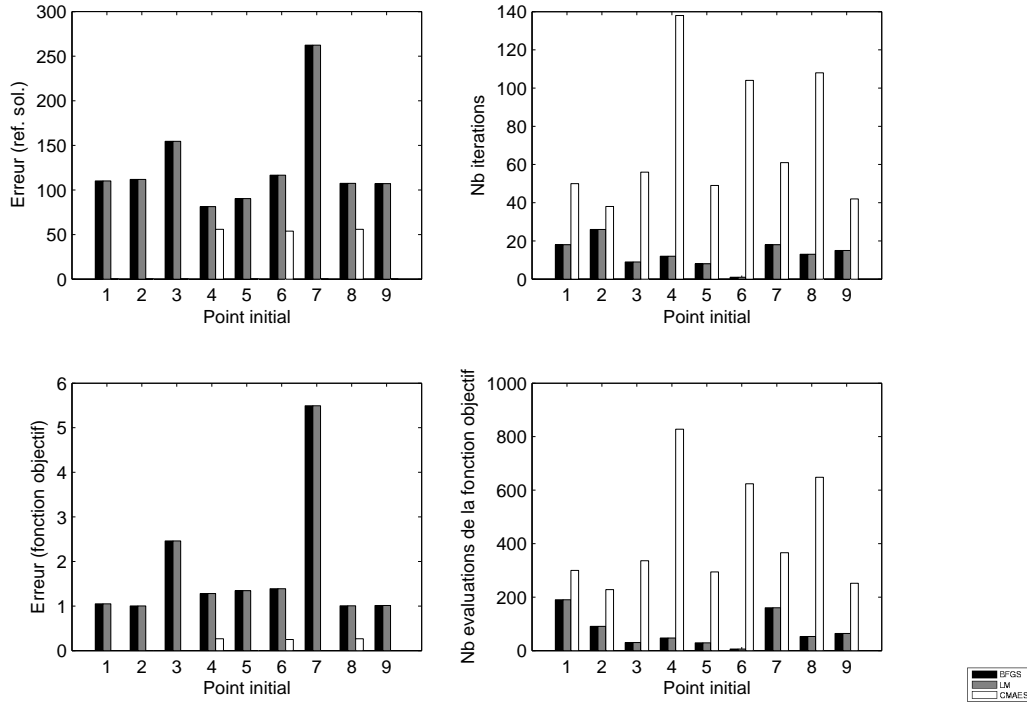 300
250
200
150
100
50
0
Erreur (ref. sol.)
1 2 3 4 5 6 7 8 9
Point initial
140
120
100
80
60
40
20
0
Nb iterations
1 2 3 4 5 6 7 8 9
Point initial
6
5
4
3
2
1
0
Erreur (fonction objectif)
1 2 3 4 5 6 7 8 9
Point initial
1000
800
600
400
200
0
Nb evaluations de la fonction objectif
1 2 3 4 5 6 7 8 9
Point initial
BFGS
LM
CMAES